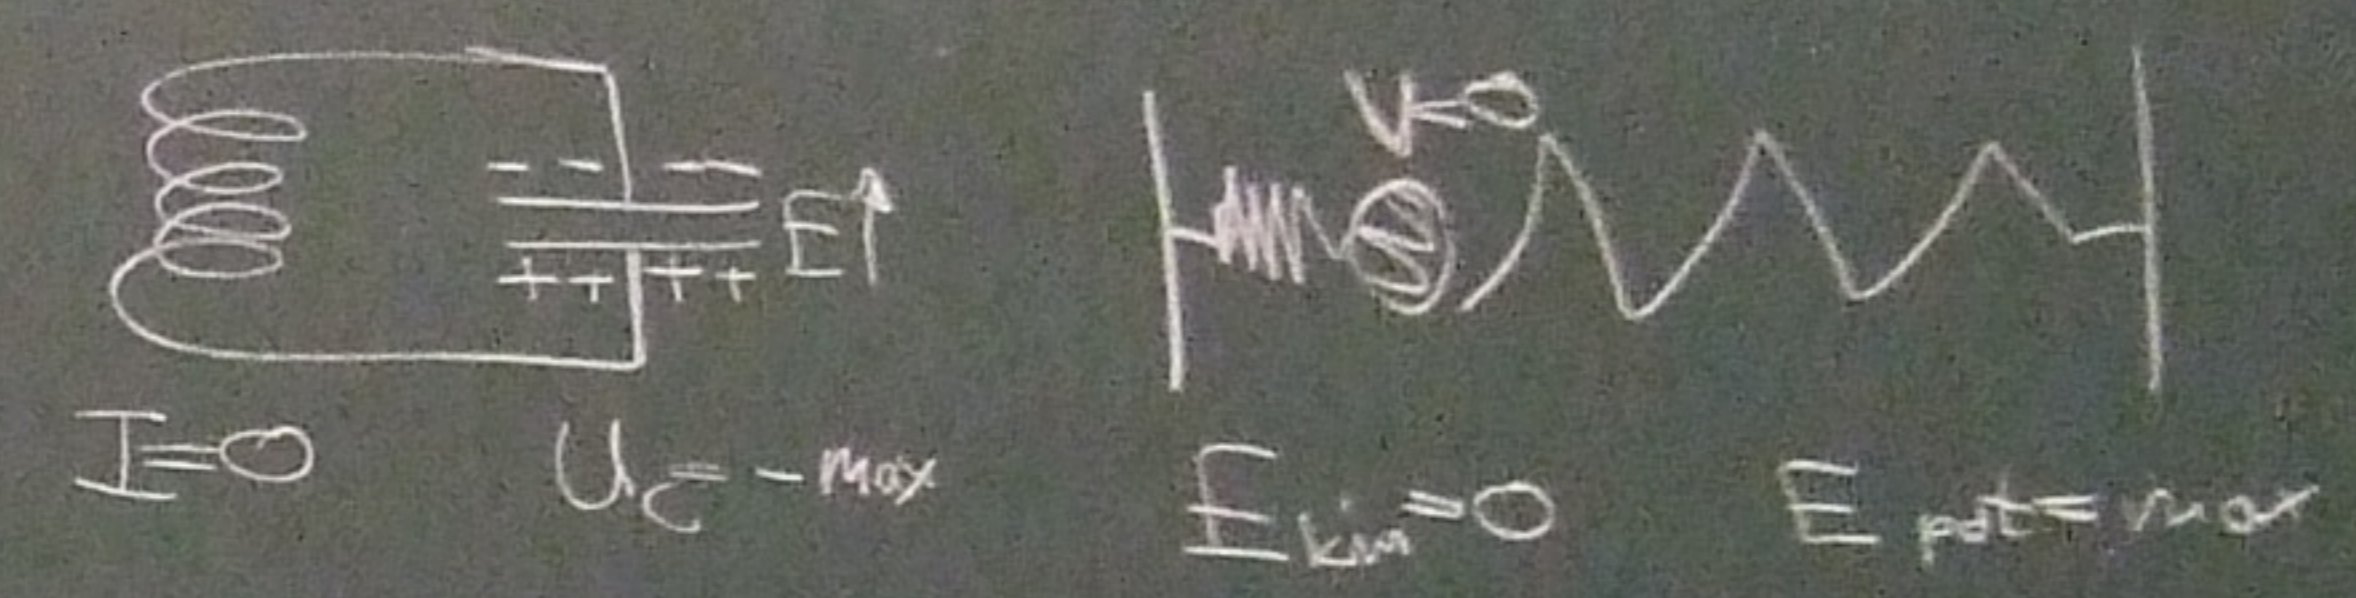 V=0
- - - -
E↑
+ + + +
I=0 U_C = - max E_kin=0 E_pot=max